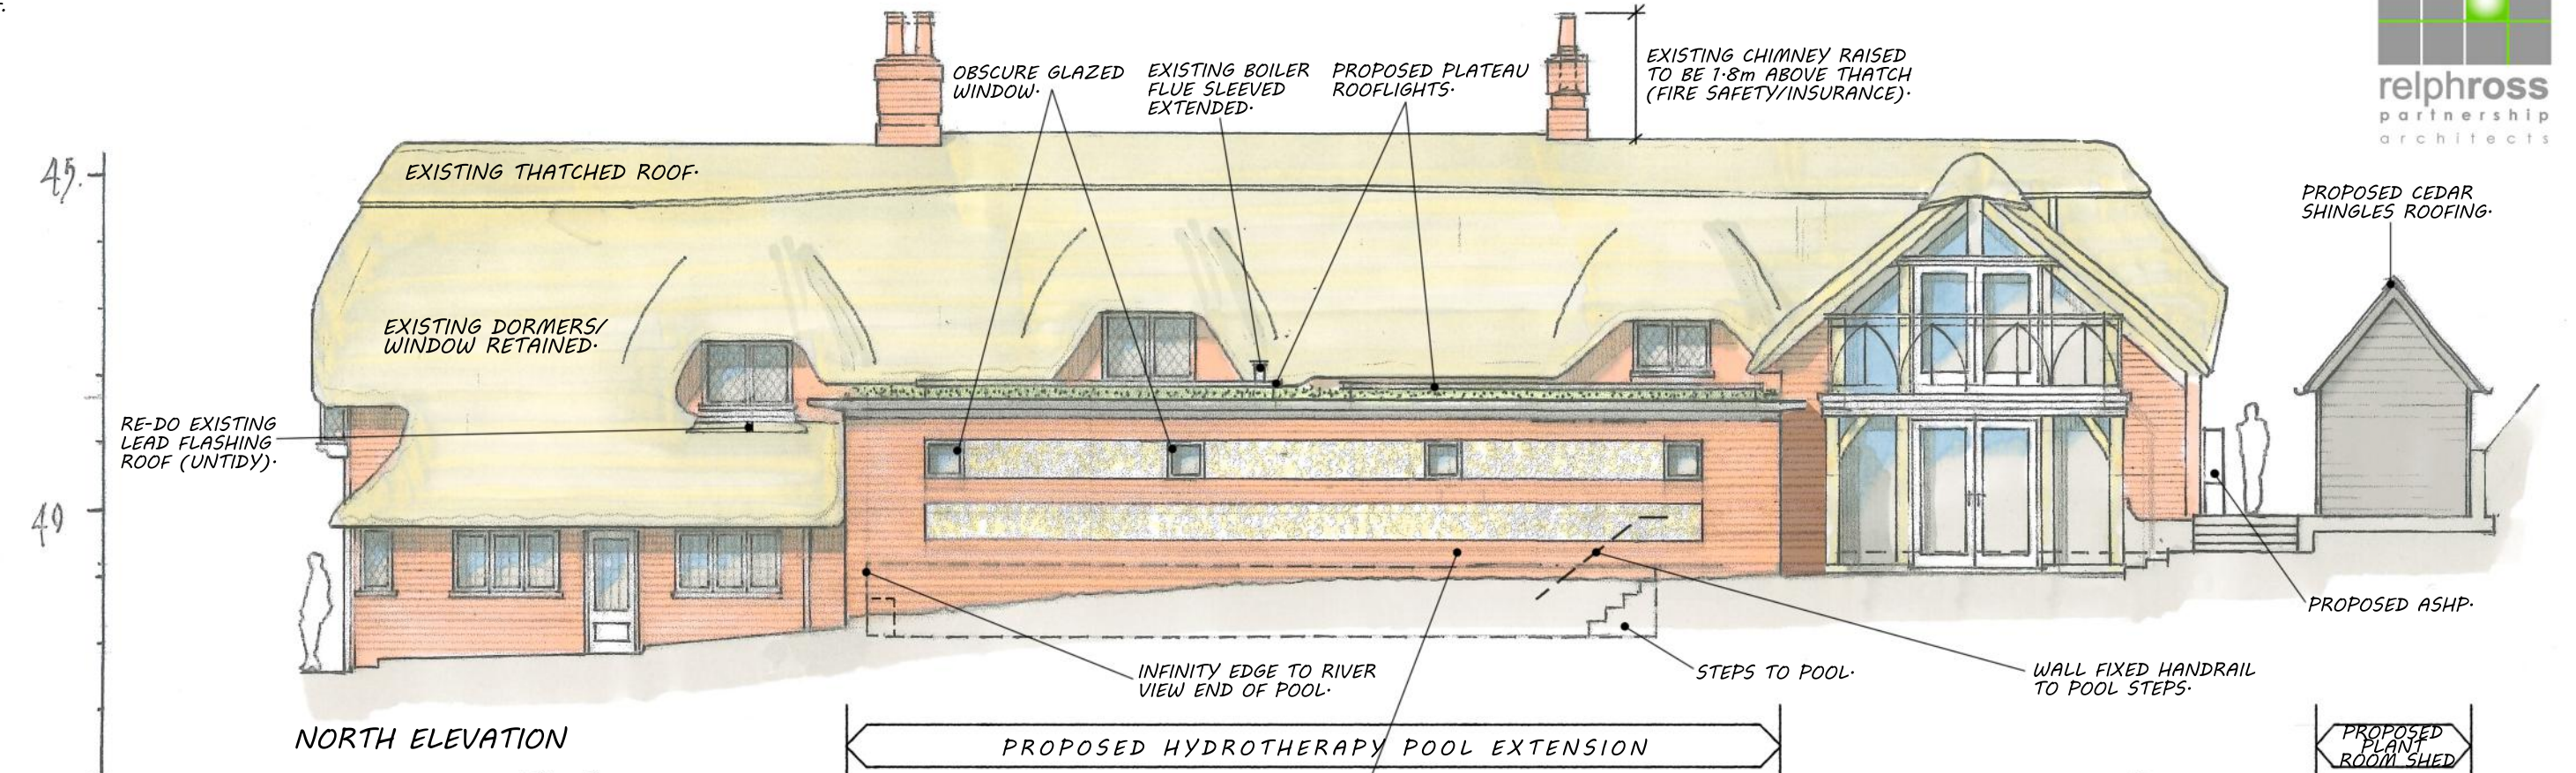 relphross
partnership
architects
OBSCURE GLAZED
WINDOW.
EXISTING BOILER
FLUE SLEEVED
EXTENDED.
PROPOSED PLATEAU
ROOFLIGHTS.
EXISTING CHIMNEY RAISED
TO BE 1·8m ABOVE THATCH
(FIRE SAFETY/INSURANCE).
45.
EXISTING THATCHED ROOF.
PROPOSED CEDAR
SHINGLES ROOFING.
EXISTING DORMERS/
WINDOW RETAINED.
RE-DO EXISTING
LEAD FLASHING
ROOF (UNTIDY).
40
PROPOSED ASHP.
INFINITY EDGE TO RIVER
VIEW END OF POOL.
STEPS TO POOL.
WALL FIXED HANDRAIL
TO POOL STEPS.
NORTH ELEVATION
PROPOSED HYDROTHERAPY POOL EXTENSION
PROPOSED
PLANT
ROOM SHED